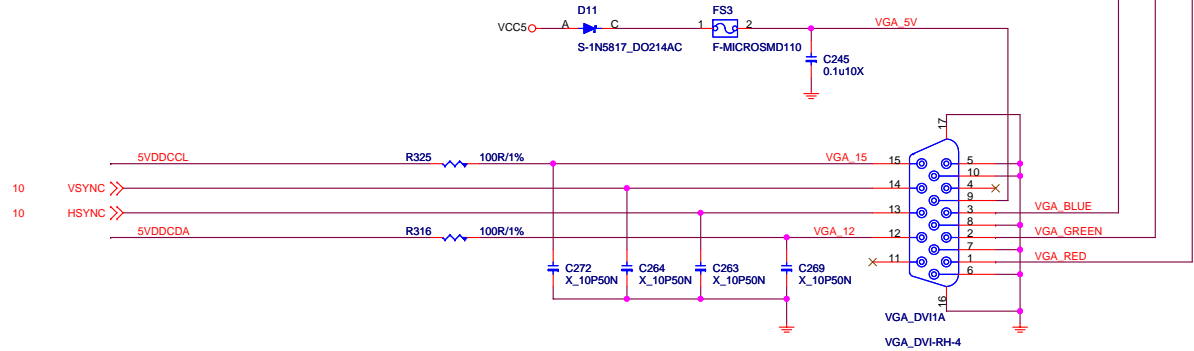 D11
FS3
VCC5
A
C
1
2
VGA_5V
S-1N5817_DO214AC
F-MICROSMD110
C245
0.1u10X
17
5VDDCCL
R325
100R/1%
VGA_15
15
5
10
10
VSYNC
14
4
9
10
HSYNC
13
3
VGA_BLUE
8
5VDDCDA
R316
100R/1%
VGA_12
12
2
VGA_GREEN
7
11
1
VGA_RED
6
C272
X_10P50N
C264
X_10P50N
C263
X_10P50N
C269
X_10P50N
16
VGA_DVI1A
VGA_DVI-RH-4